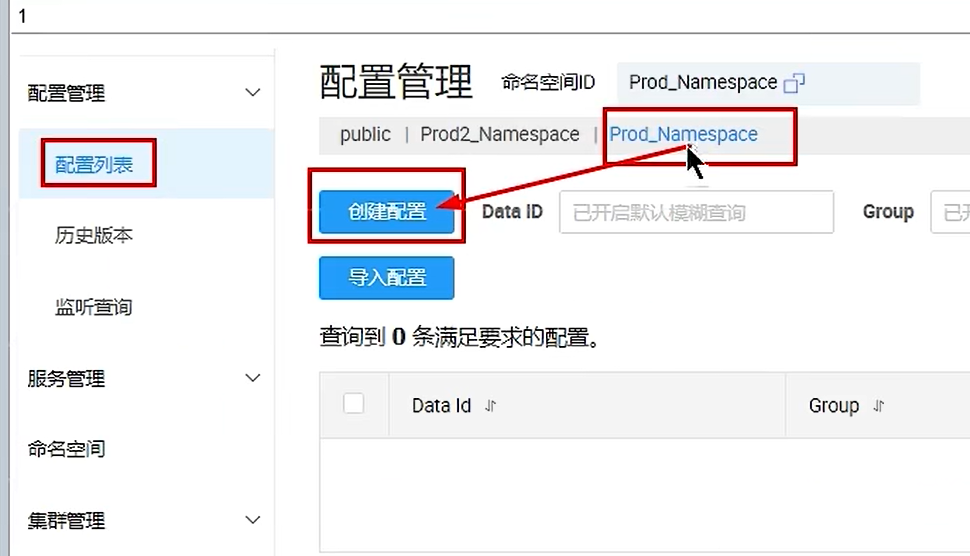 1
配置管理
配置列表
历史版本
监听查询
服务管理
命名空间
集群管理
配置管理 命名空间ID Prod_Namespace
public | Prod2_Namespace | Prod_Namespace
创建配置 Data ID 已开启默认模糊查询 Group 已开
导入配置
查询到 0 条满足要求的配置。
Data Id Group